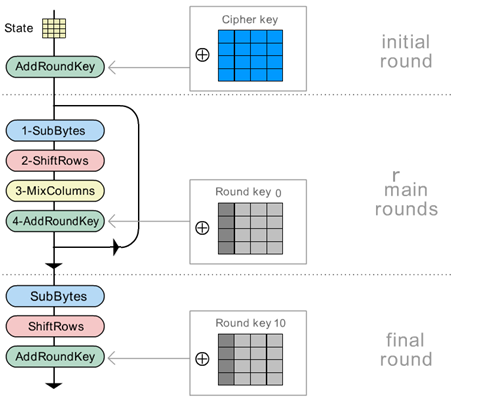 State
AddRoundKey
Cipher key
initial
round
1-SubBytes
2-ShiftRows
3-MixColumns
4-AddRoundKey
Round key 0
r
main
rounds
SubBytes
ShiftRows
AddRoundKey
Round key 10
final
round